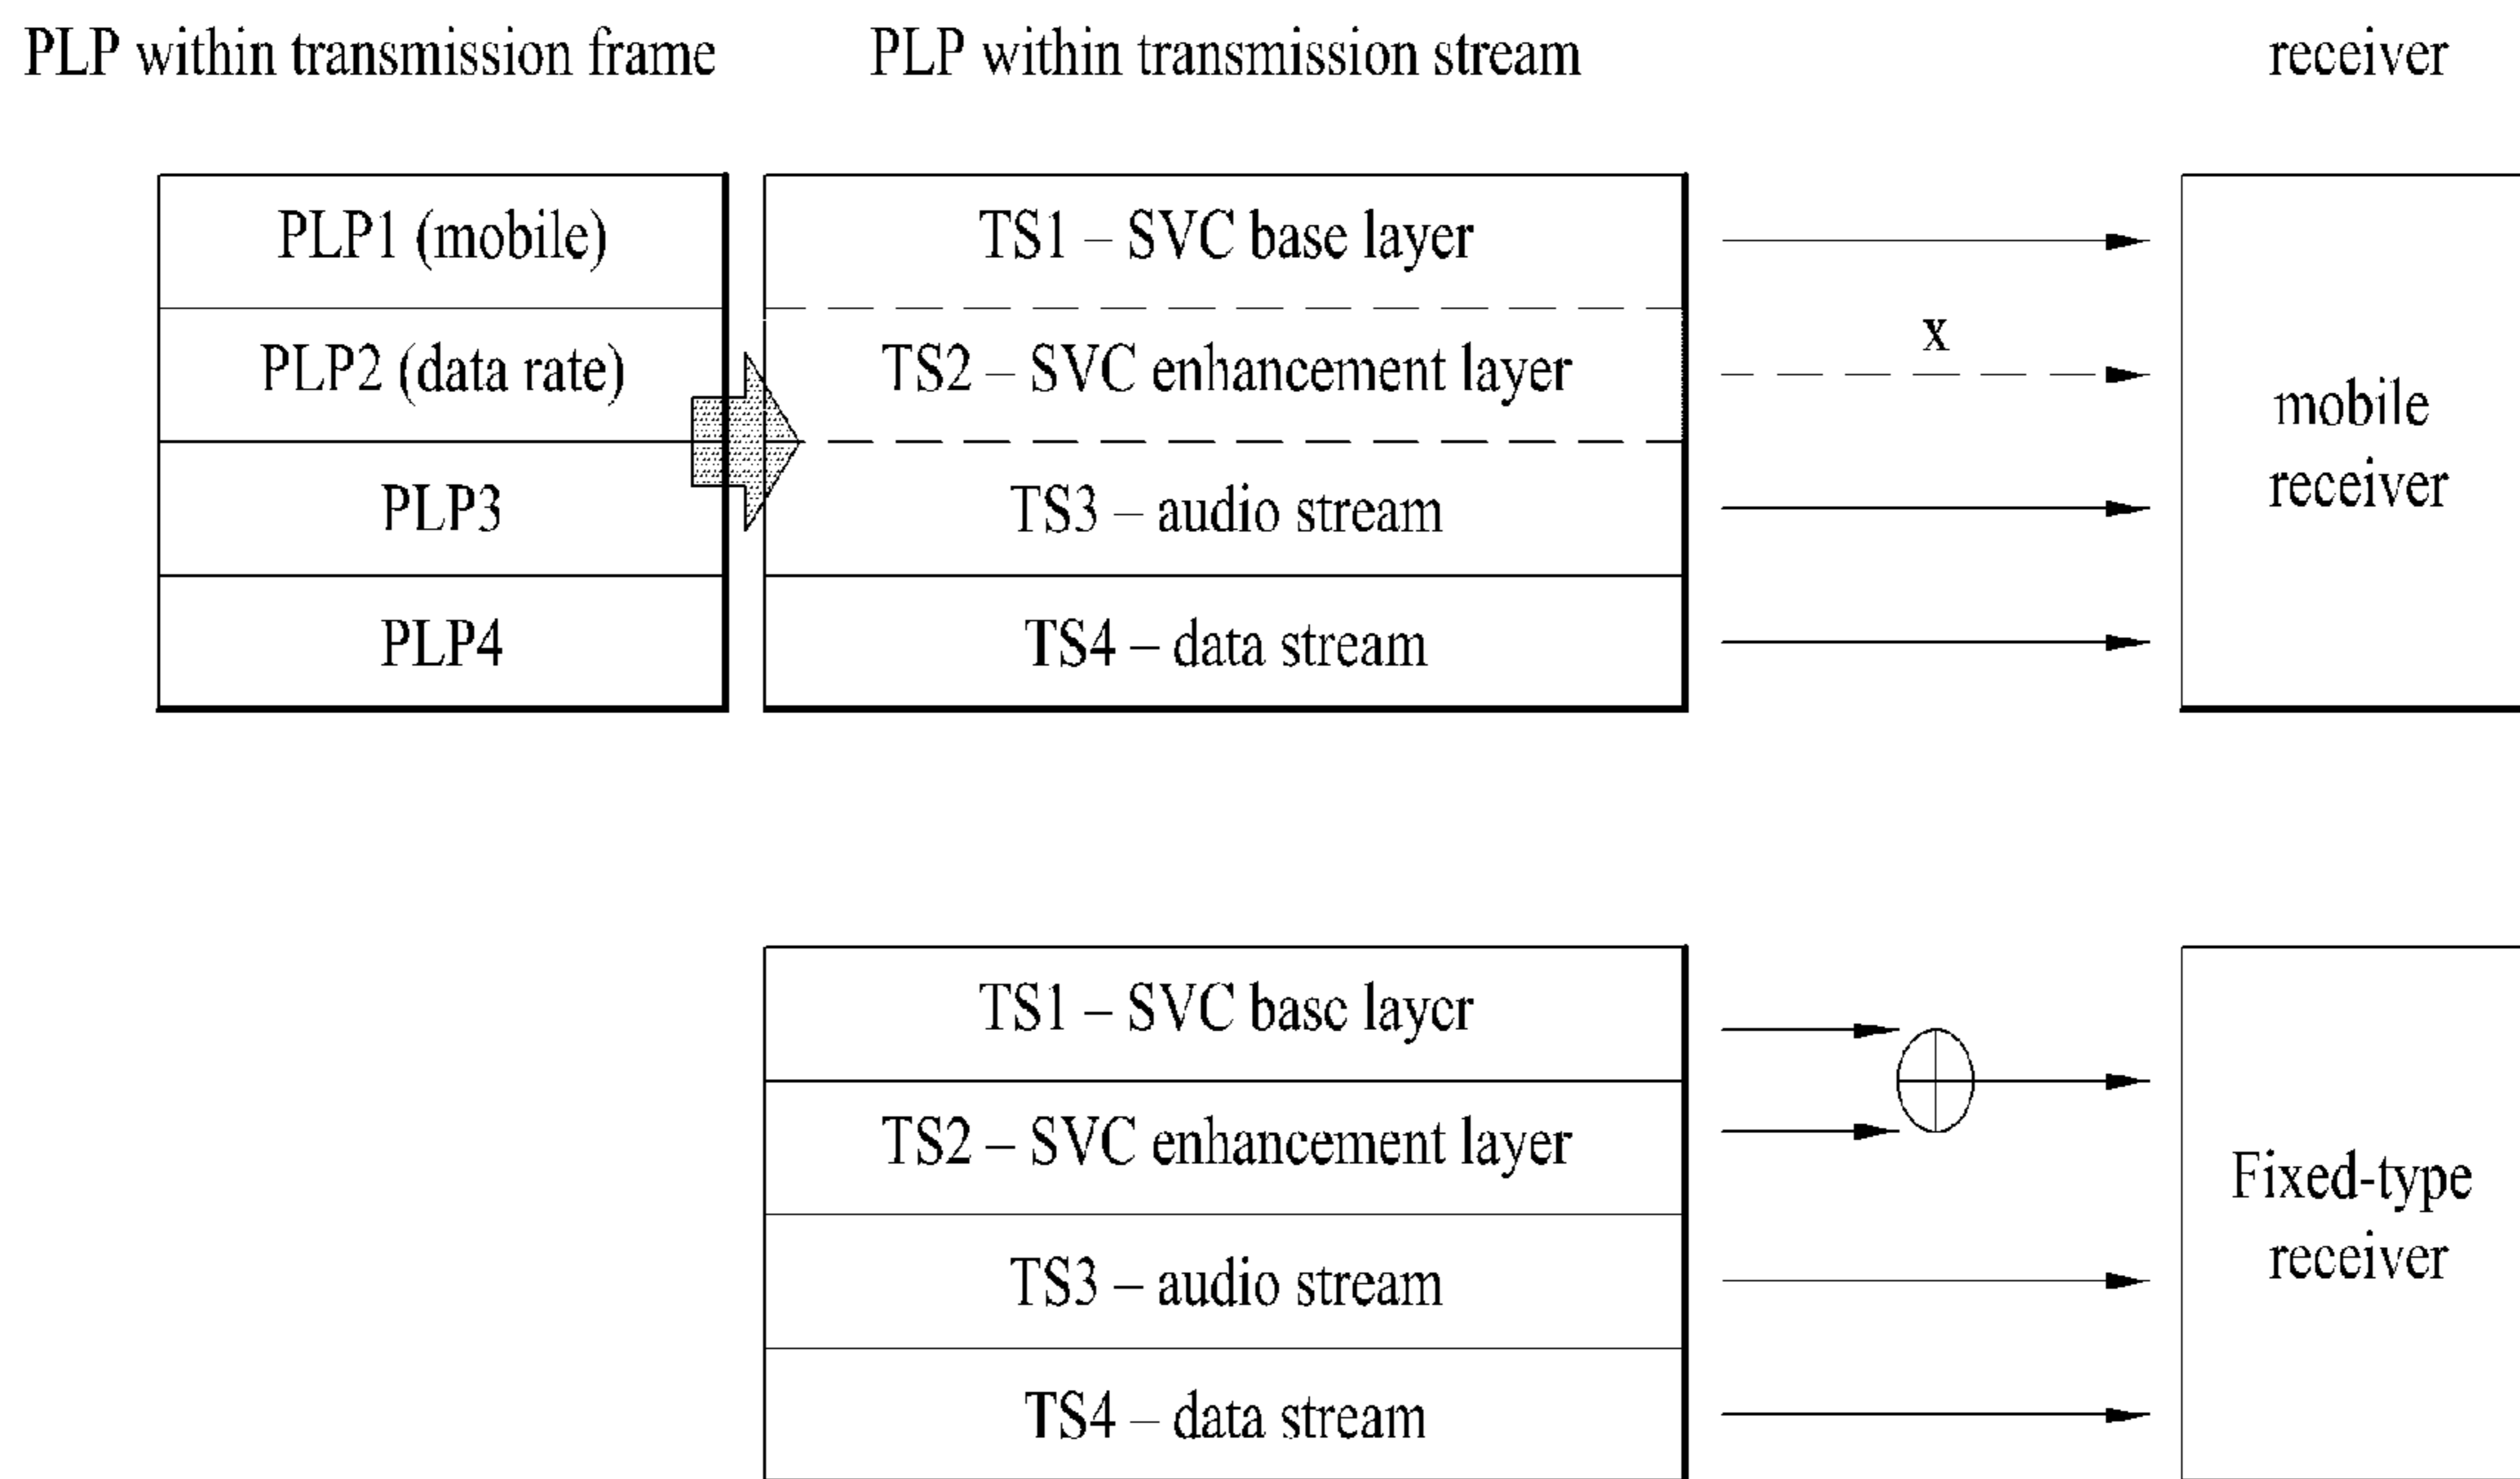 PLP within transmission frame
PLP within transmission stream
receiver
PLP1 (mobile)
PLP2 (data rate)
PLP3
PLP4
TS1 – SVC base layer
TS2 – SVC enhancement layer
TS3 – audio stream
TS4 – data stream
x
mobile
receiver
TS1 – SVC base layer
TS2 – SVC enhancement layer
TS3 – audio stream
TS4 – data stream
Fixed-type
receiver